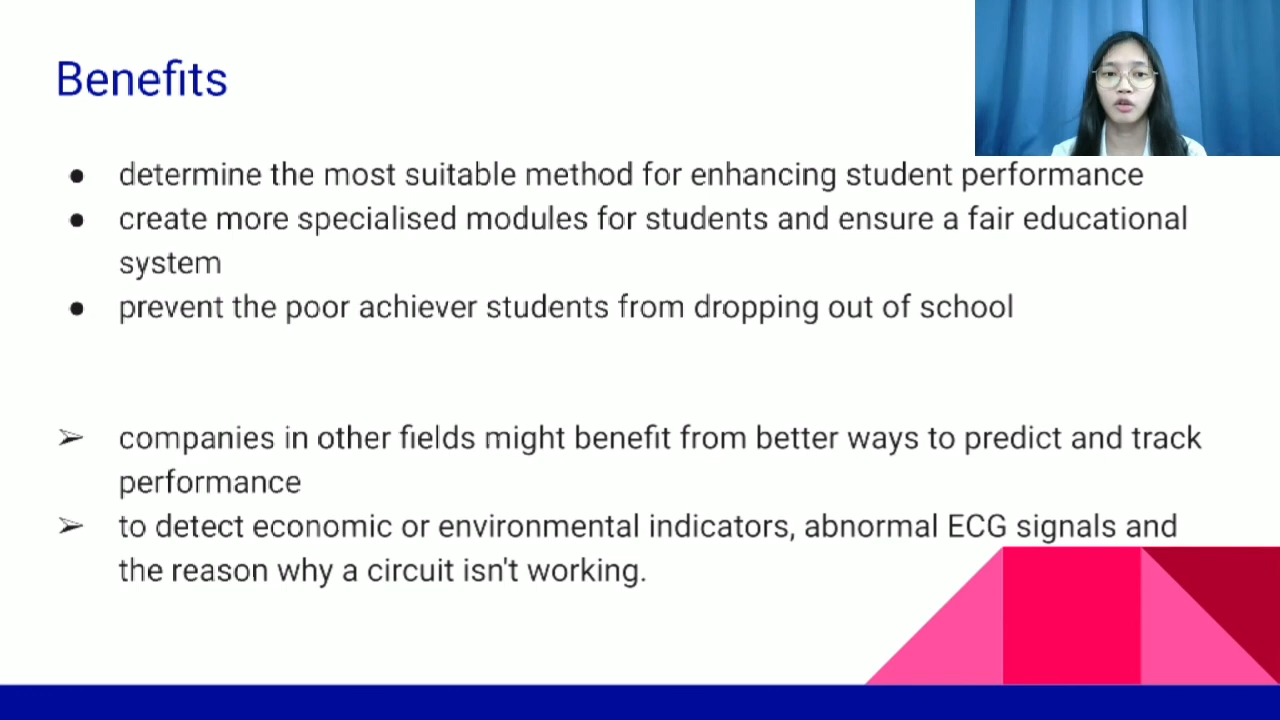 Benefits
● determine the most suitable method for enhancing student performance
● create more specialised modules for students and ensure a fair educational
system
● prevent the poor achiever students from dropping out of school
➢ companies in other fields might benefit from better ways to predict and track
performance
➢ to detect economic or environmental indicators, abnormal ECG signals and
the reason why a circuit isn't working.